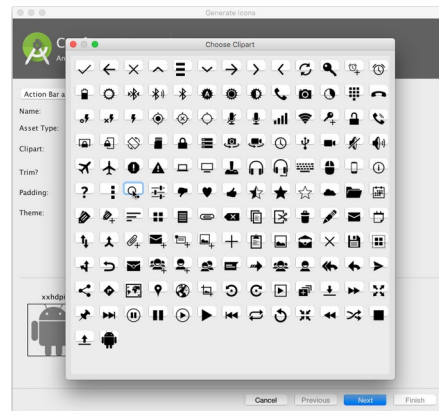 Generate Icons
Choose Clipart
C
An
Action Bar a
Name:
Asset Type:
Clipart:
Trim?
Padding:
Theme:
xxhdpi
Cancel
Previous
Next
Finish